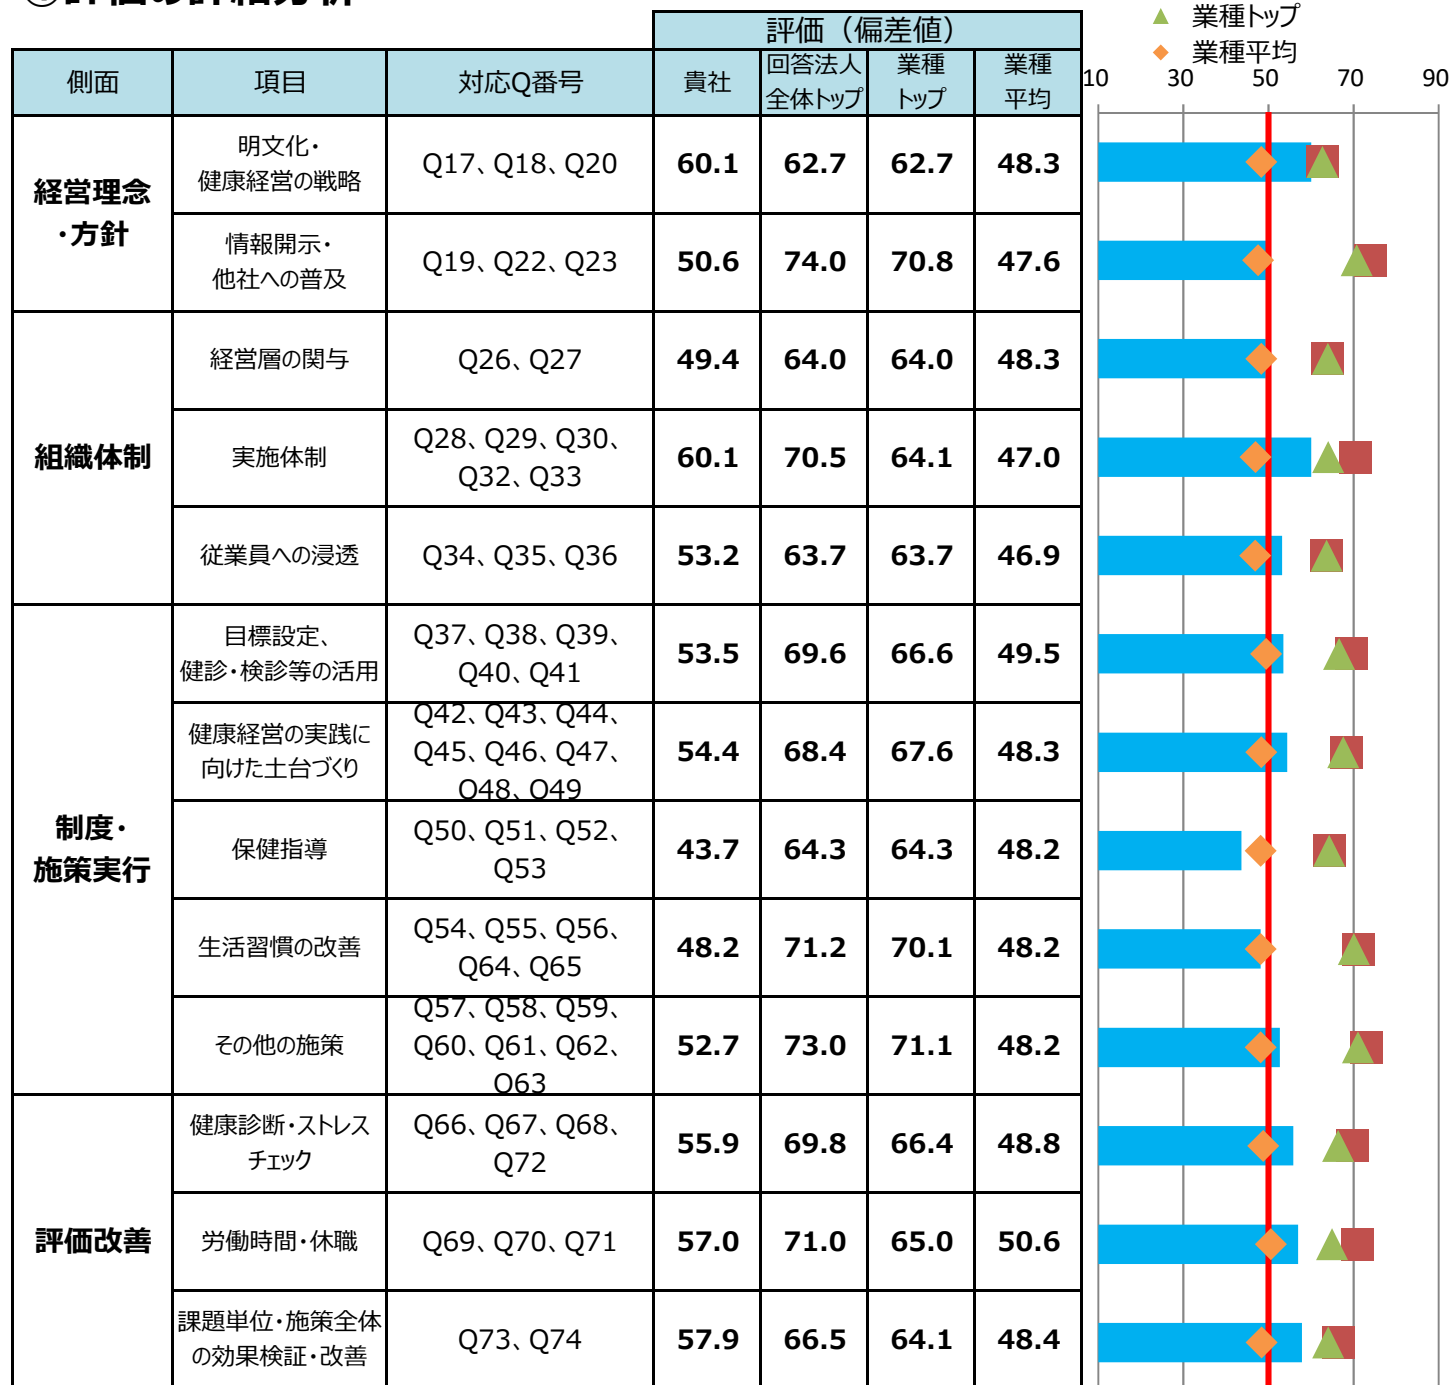 評価（偏差値）
▲ 業種トップ
◆ 業種平均
側面 項目 対応Q番号 貴社 回答法人 業種 業種
全体トップ トップ 平均
10 30 50 70 90
経営理念
・方針
明文化・
健康経営の戦略
Q17、Q18、Q20 60.1 62.7 62.7 48.3
情報開示・
他社への普及
Q19、Q22、Q23 50.6 74.0 70.8 47.6
組織体制
経営層の関与 Q26、Q27 49.4 64.0 64.0 48.3
実施体制
Q28、Q29、Q30、
Q32、Q33
60.1 70.5 64.1 47.0
従業員への浸透 Q34、Q35、Q36 53.2 63.7 63.7 46.9
制度・
施策実行
目標設定、
健診・検診等の活用
Q37、Q38、Q39、
Q40、Q41
53.5 69.6 66.6 49.5
健康経営の実践に
向けた土台づくり
Q42、Q43、Q44、
Q45、Q46、Q47、
Q48、Q49
54.4 68.4 67.6 48.3
保健指導
Q50、Q51、Q52、
Q53
43.7 64.3 64.3 48.2
生活習慣の改善
Q54、Q55、Q56、
Q64、Q65
48.2 71.2 70.1 48.2
その他の施策
Q57、Q58、Q59、
Q60、Q61、Q62、
Q63
52.7 73.0 71.1 48.2
評価改善
健康診断・ストレス
チェック
Q66、Q67、Q68、
Q72
55.9 69.8 66.4 48.8
労働時間・休職 Q69、Q70、Q71 57.0 71.0 65.0 50.6
課題単位・施策全体
の効果検証・改善
Q73、Q74 57.9 66.5 64.1 48.4